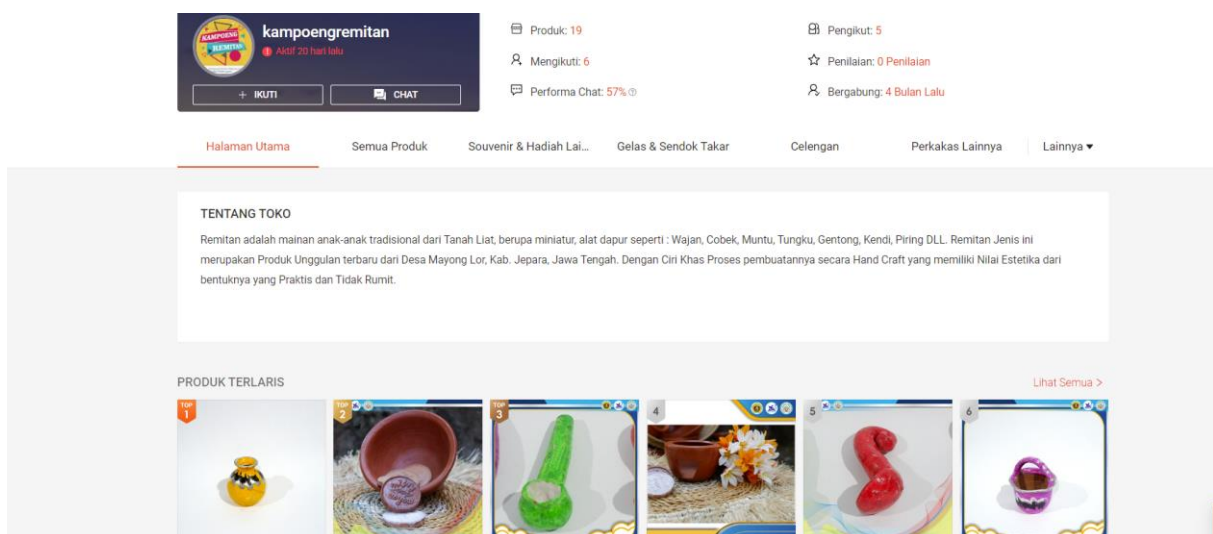 KAMPOENG
REMITAN
kampoengremitan
Aktif 20 hari lalu
+ IKUTI
CHAT
Produk: 19
Mengikuti: 6
Performa Chat: 57%
Pengikut: 5
Penilaian: 0 Penilaian
Bergabung: 4 Bulan Lalu
Halaman Utama
Semua Produk
Souvenir & Hadiah Lai...
Gelas & Sendok Takar
Celengan
Perkakas Lainnya
Lainnya
TENTANG TOKO
Remitan adalah mainan anak-anak tradisional dari Tanah Liat, berupa miniatur, alat dapur seperti : Wajan, Cobek, Muntu, Tungku, Gentong, Kendi, Piring DLL. Remitan Jenis ini
merupakan Produk Unggulan terbaru dari Desa Mayong Lor, Kab. Jepara, Jawa Tengah. Dengan Ciri Khas Proses pembuatannya secara Hand Craft yang memiliki Nilai Estetika dari
bentuknya yang Praktis dan Tidak Rumit.
PRODUK TERLARIS
Lihat Semua >
TOP
1
TOP
2
TOP
3
4
5
6